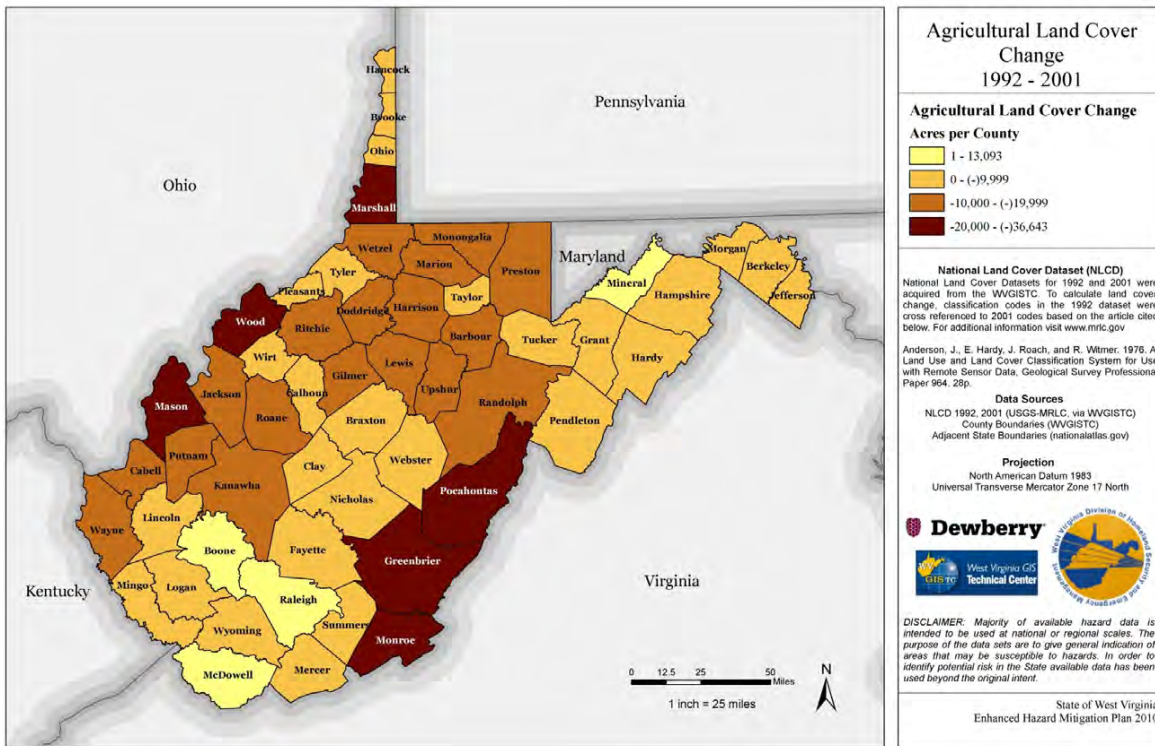 Hancock
Brooke
Ohio
Marshall
Pennsylvania
Ohio
Wetzel
Monongalia
Marion
Preston
Maryland
Morgan
Berkeley
Jefferson
Mineral
Hampshire
Tyler
Pleasants
Taylor
Wood
Doddridge
Harrison
Ritchie
Barbour
Tucker
Grant
Hardy
Wirt
Lewis
Gilmer
Upshur
Calhoun
Randolph
Mason
Jackson
Roane
Braxton
Pendleton
Putnam
Cabell
Clay
Webster
Kanawha
Nicholas
Pocahontas
Wayne
Lincoln
Boone
Fayette
Greenbrier
Kentucky
Mingo
Logan
Raleigh
Virginia
Wyoming
Summers
Monroe
McDowell
Mercer
0 12.5 25 50
Miles
1 inch = 25 miles
N
Agricultural Land Cover
Change
1992 - 2001
Agricultural Land Cover Change
Acres per County
1 - 13,093
0 - (-)9,999
-10,000 - (-)19,999
-20,000 - (-)36,643
National Land Cover Dataset (NLCD)
National Land Cover Datasets for 1992 and 2001 were
acquired from the WVGISTC. To calculate land cover
change, classification codes in the 1992 dataset were
cross referenced to 2001 codes based on the article cited
below. For additional information visit www.mrlc.gov
Anderson, J., E. Hardy, J. Roach, and R. Witmer. 1976. A
Land Use and Land Cover Classification System for Use
with Remote Sensor Data, Geological Survey Professional
Paper 964. 28p.
Data Sources
NLCD 1992, 2001 (USGS-MRLC, via WVGISTC)
County Boundaries (WVGISTC)
Adjacent State Boundaries (nationalatlas.gov)
Projection
North American Datum 1983
Universal Transverse Mercator Zone 17 North
Dewberry
WV
GISTC
West Virginia GIS
Technical Center
West Virginia Division of Homeland
Security and Emergency Management
DISCLAIMER: Majority of available hazard data is
intended to be used at national or regional scales. The
purpose of the data sets are to give general indication of
areas that may be susceptible to hazards. In order to
identify potential risk in the State available data has been
used beyond the original intent.
State of West Virginia
Enhanced Hazard Mitigation Plan 2010